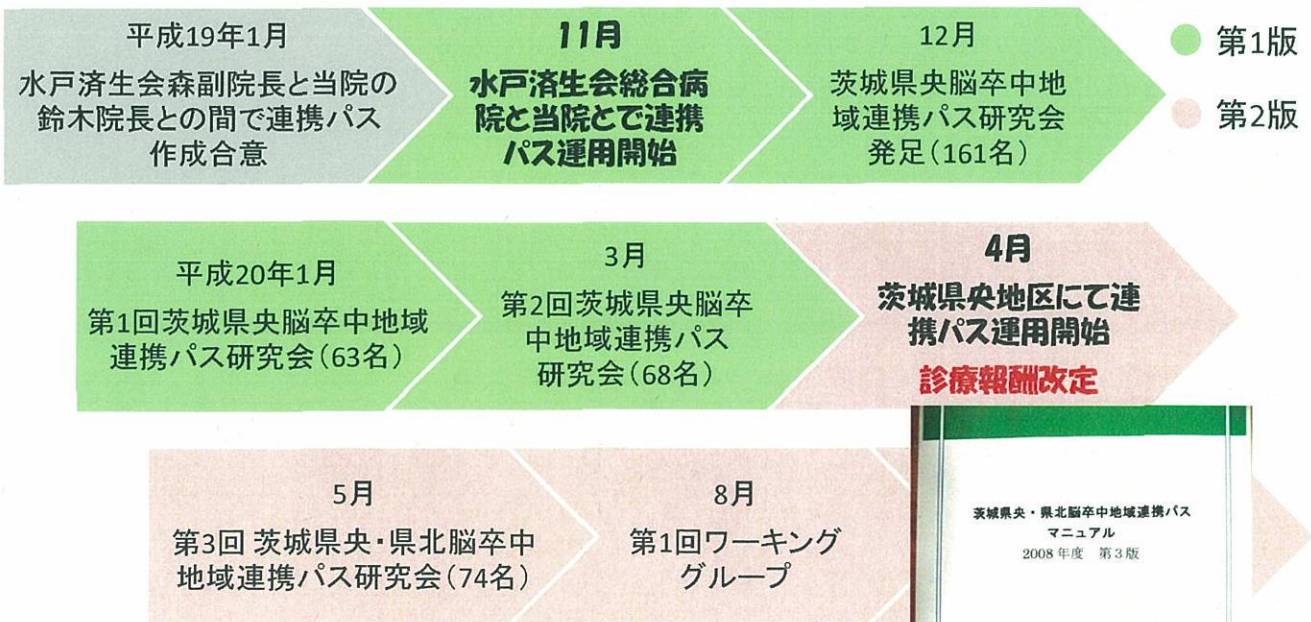 平成19年1月
水戸済生会森副院長と当院の
鈴木院長との間で連携パス
作成合意
11月
水戸済生会総合病
院と当院とで連携
パス運用開始
12月
茨城県央脳卒中地
域連携パス研究会
発足(161名)
第1版
第2版
平成20年1月
第1回茨城県央脳卒中地域
連携パス研究会(63名)
3月
第2回茨城県央脳卒
中地域連携パス
研究会(68名)
4月
茨城県央地区にて連
携パス運用開始
診療報酬改定
5月
第3回 茨城県央・県北脳卒中
地域連携パス研究会(74名)
8月
第1回ワーキング
グループ
茨城県央・県北脳卒中地域連携パス
マニュアル
2008年度 第3版